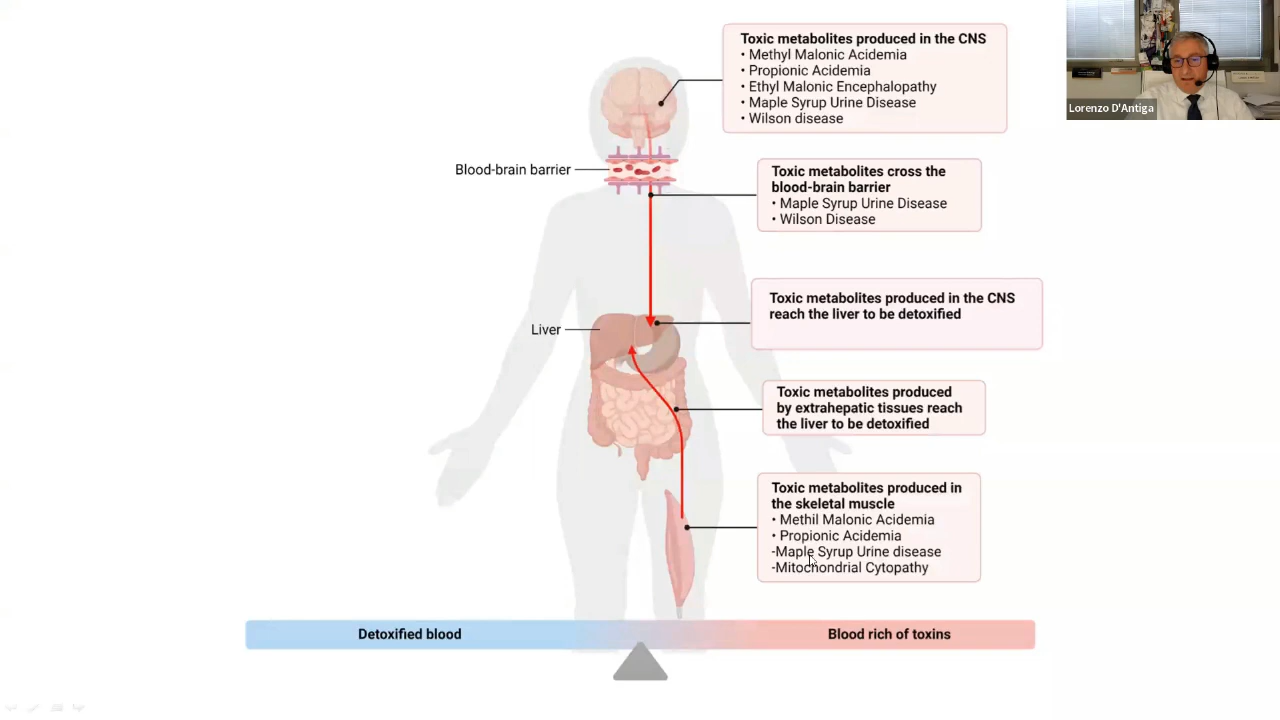 Toxic metabolites produced in the CNS
• Methyl Malonic Acidemia
• Propionic Acidemia
• Ethyl Malonic Encephalopathy
• Maple Syrup Urine Disease
• Wilson disease
Lorenzo D'Antiga
Blood-brain barrier
Toxic metabolites cross the
blood-brain barrier
• Maple Syrup Urine Disease
• Wilson Disease
Toxic metabolites produced in the CNS
reach the liver to be detoxified
Liver
Toxic metabolites produced
by extrahepatic tissues reach
the liver to be detoxified
Toxic metabolites produced in
the skeletal muscle
• Methil Malonic Acidemia
• Propionic Acidemia
-Maple Syrup Urine disease
-Mitochondrial Cytopathy
Detoxified blood
Blood rich of toxins